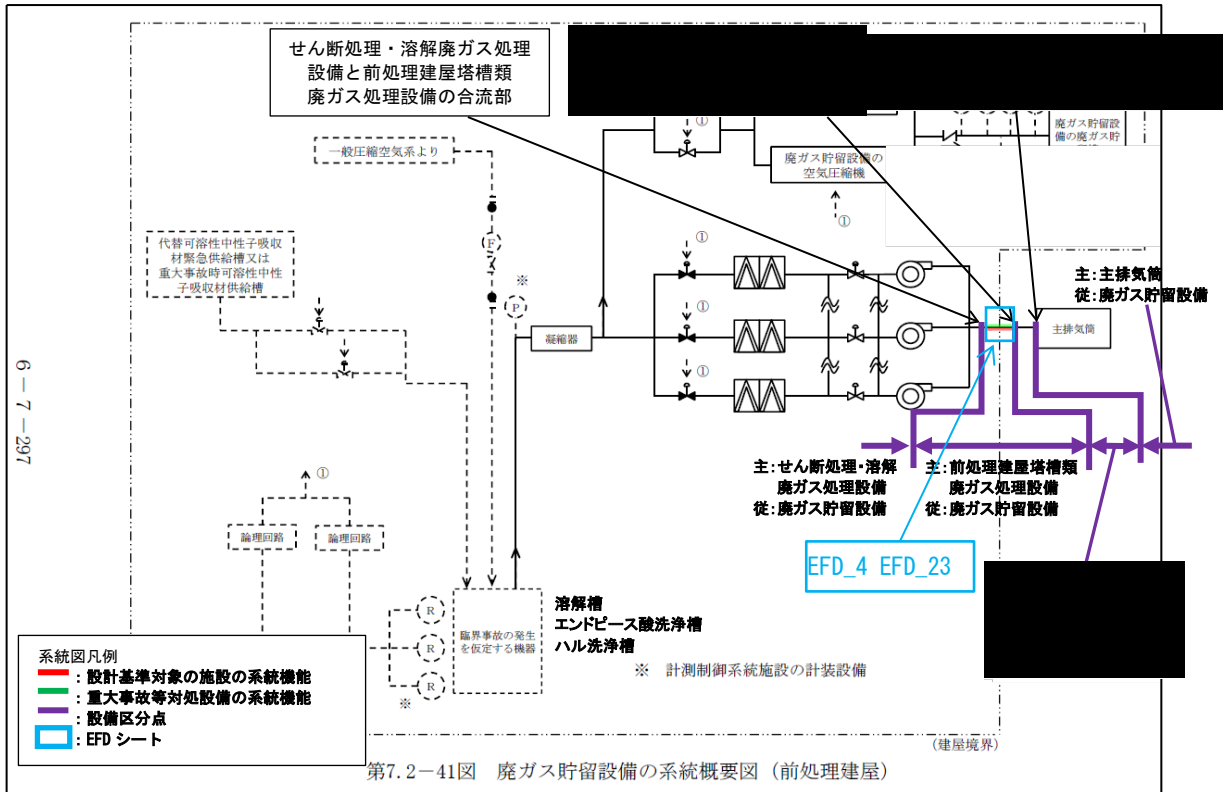 せん断処理・溶解廃ガス処理
設備と前処理建屋塔槽類
廃ガス処理設備の合流部
一般圧縮空気系より
①
廃ガス貯留設備の
空気圧縮機
①
廃ガス貯留設
備の廃ガス貯
代替可溶性中性子吸収
材緊急供給槽又は
重大事故時可溶性中性
子吸収材供給槽
F
※
P
凝縮器
①
①
①
主：主排気筒
従：廃ガス貯留設備
主排気筒
6－7－297
主：せん断処理・溶解
廃ガス処理設備
従：廃ガス貯留設備
主：前処理建屋塔槽類
廃ガス処理設備
従：廃ガス貯留設備
①
論理回路
論理回路
EFD_4 EFD_23
R
R
R
※
臨界事故の発生
を仮定する機器
溶解槽
エンドピース酸洗浄槽
ハル洗浄槽
※ 計測制御系統施設の計装設備
系統図凡例
：設計基準対象の施設の系統機能
：重大事故等対処設備の系統機能
：設備区分点
：EFD シート
(建屋境界)
第7.2－41図 廃ガス貯留設備の系統概要図（前処理建屋）